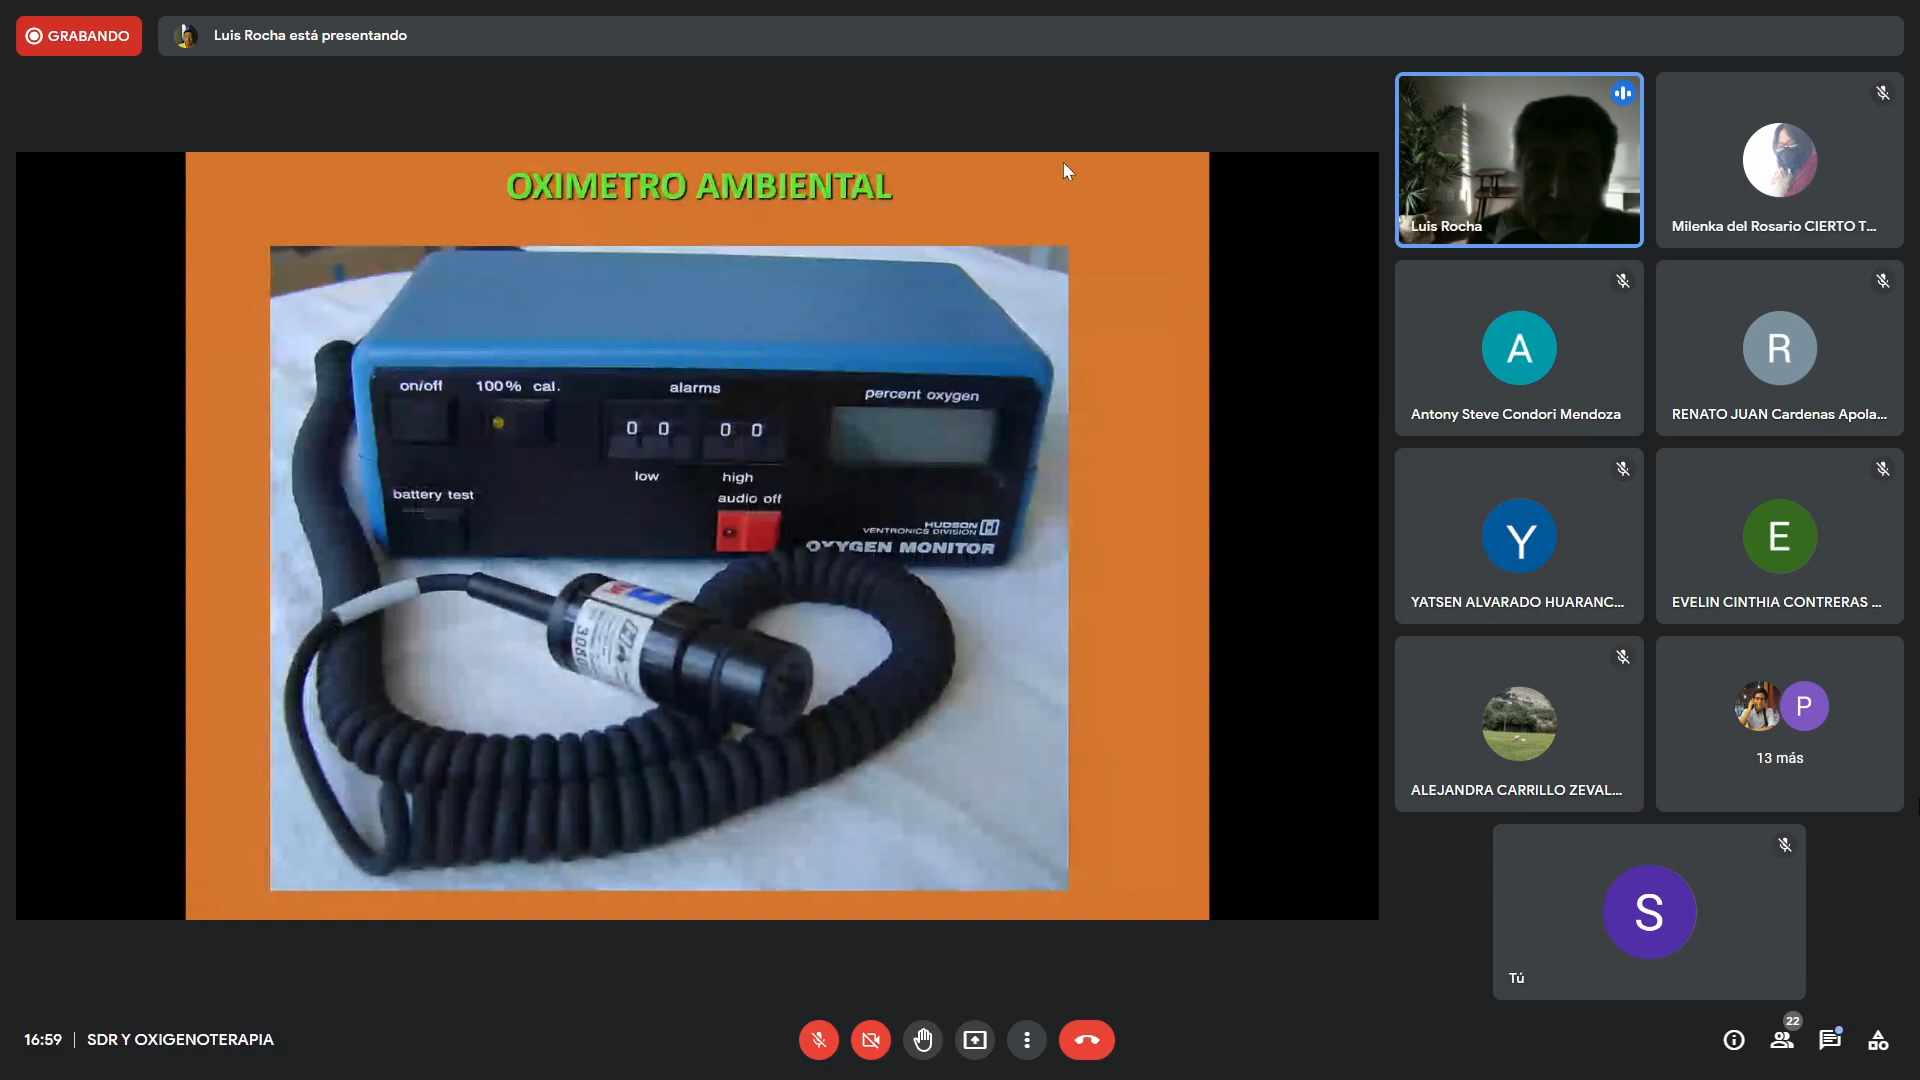 GRABANDO
Luis Rocha está presentando
OXIMETRO AMBIENTAL
on/off
100% cal.
alarms
percent oxygen
0 0
0 0
low
high
battery test
audio off
HUDSON
VENTRONICS DIVISION
OXYGEN MONITOR
Luis Rocha
Milenka del Rosario CIERTO T...
A
Antony Steve Condori Mendoza
R
RENATO JUAN Cardenas Apola...
Y
YATSEN ALVARADO HUARANC...
E
EVELIN CINTHIA CONTRERAS ...
ALEJANDRA CARRILLO ZEVAL...
P
13 más
S
Tú
16:59
SDR Y OXIGENOTERAPIA
22